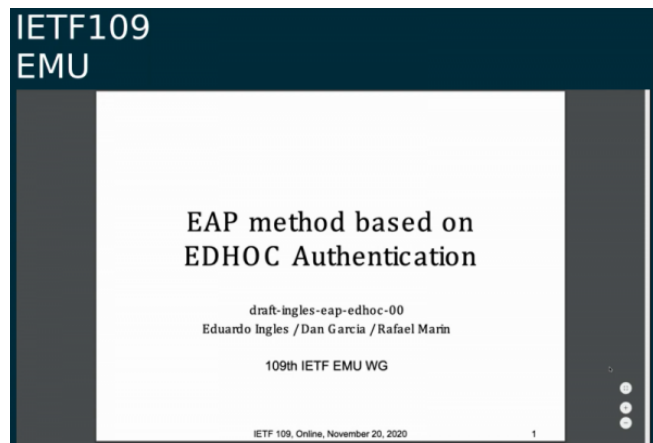 IETF109
EMU
EAP method based on
EDHOC Authentication
draft-ingles-eap-edhoc-00
Eduardo Ingles / Dan Garcia / Rafael Marin
109th IETF EMU WG
IETF 109, Online, November 20, 2020
1